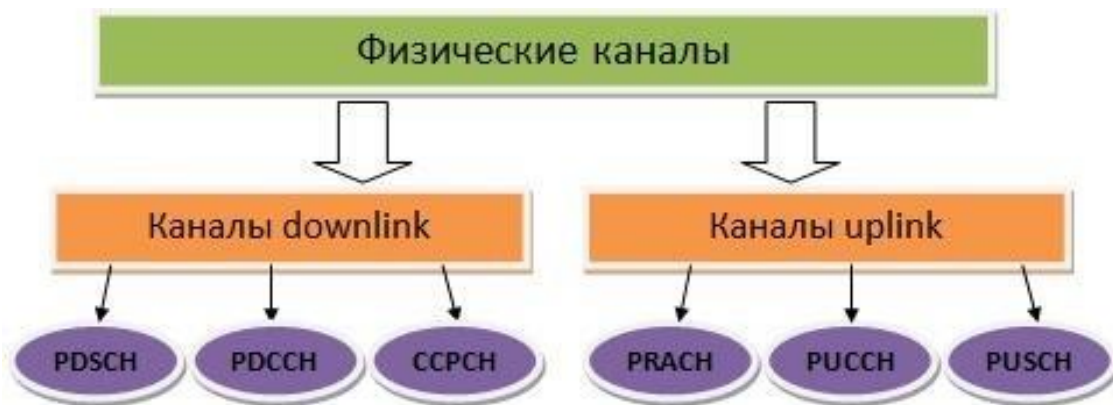 Физические каналы
Каналы downlink
Каналы uplink
PDSCH
PDCCH
CCPCH
PRACH
PUCCH
PUSCH